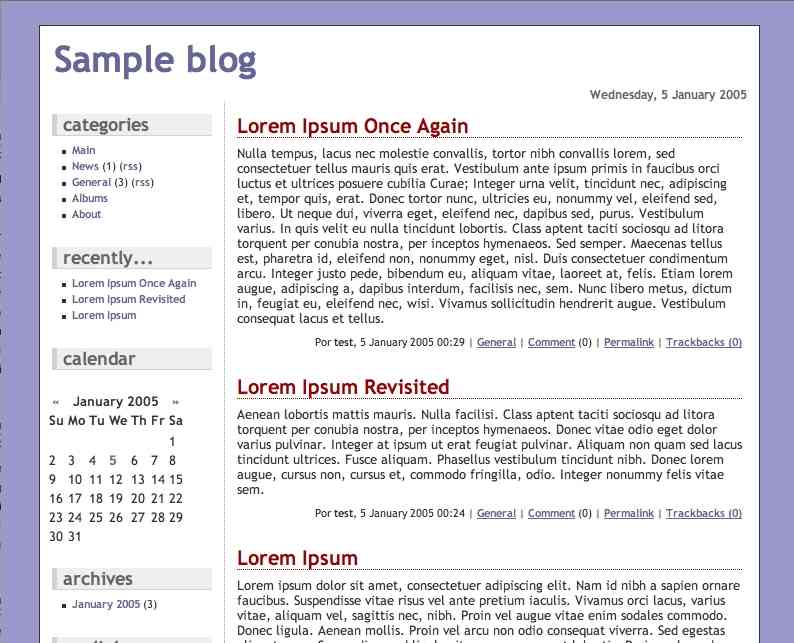 Sample blog
Wednesday, 5 January 2005
categories
Main
News (1) (rss)
General (3) (rss)
Albums
About
recently...
Lorem Ipsum Once Again
Lorem Ipsum Revisited
Lorem Ipsum
calendar
« January 2005 »
Su Mo Tu We Th Fr Sa
1
2 3 4 5 6 7 8
9 10 11 12 13 14 15
16 17 18 19 20 21 22
23 24 25 26 27 28 29
30 31
archives
January 2005 (3)
Lorem Ipsum Once Again
Nulla tempus, lacus nec molestie convallis, tortor nibh convallis lorem, sed
consectetuer tellus mauris quis erat. Vestibulum ante ipsum primis in faucibus orci
luctus et ultrices posuere cubilia Curae; Integer urna velit, tincidunt nec, adipiscing
et, tempor quis, erat. Donec tortor nunc, ultricies eu, nonummy vel, eleifend sed,
libero. Ut neque dui, viverra eget, eleifend nec, dapibus sed, purus. Vestibulum
varius. In quis velit eu nulla tincidunt lobortis. Class aptent taciti sociosqu ad litora
torquent per conubia nostra, per inceptos hymenaeos. Sed semper. Maecenas tellus
est, pharetra id, eleifend non, nonummy eget, nisl. Duis consectetuer condimentum
arcu. Integer justo pede, bibendum eu, aliquam vitae, laoreet at, felis. Etiam lorem
augue, adipiscing a, dapibus interdum, facilisis nec, sem. Nunc libero metus, dictum
in, feugiat eu, eleifend nec, wisi. Vivamus sollicitudin hendrerit augue. Vestibulum
consequat lacus et tellus.
Por test, 5 January 2005 00:29 | General | Comment (0) | Permalink | Trackbacks (0)
Lorem Ipsum Revisited
Aenean lobortis mattis mauris. Nulla facilisi. Class aptent taciti sociosqu ad litora
torquent per conubia nostra, per inceptos hymenaeos. Donec vitae odio eget dolor
varius pulvinar. Integer at ipsum ut erat feugiat pulvinar. Aliquam non quam sed lacus
tincidunt ultrices. Fusce aliquam. Phasellus vestibulum tincidunt nibh. Donec lorem
augue, cursus non, cursus et, commodo fringilla, odio. Integer nonummy felis vitae
sem.
Por test, 5 January 2005 00:24 | General | Comment (0) | Permalink | Trackbacks (0)
Lorem Ipsum
Lorem ipsum dolor sit amet, consectetuer adipiscing elit. Nam id nibh a sapien ornare
faucibus. Suspendisse vitae risus vel ante pretium iaculis. Vivamus orci lacus, varius
vitae, aliquam vel, sagittis nec, nibh. Proin vel augue vitae enim sodales commodo.
Donec ligula. Aenean mollis. Proin vel arcu non odio consequat viverra. Sed egestas